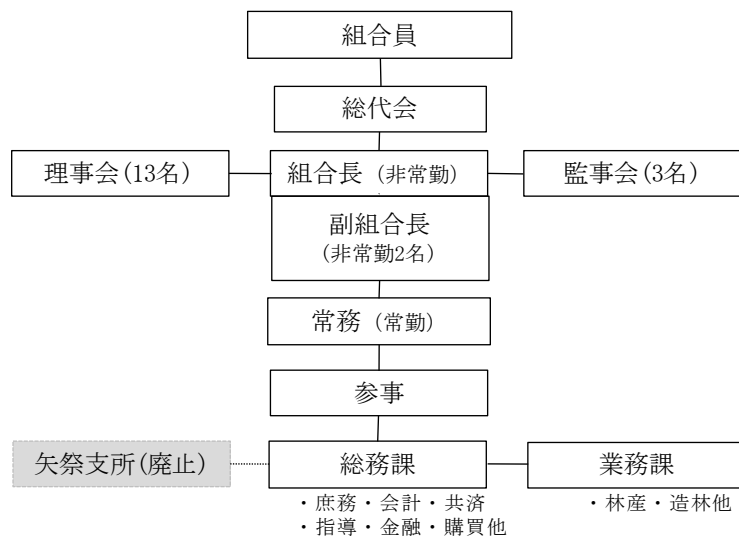 組合員
総代会
理事会(13名)
組合長 (非常勤)
監事会(3名)
副組合長
(非常勤2名)
常務 (常勤)
参事
矢祭支所(廃止)
総務課
業務課
・庶務・会計・共済
・指導・金融・購買他
・林産・造林他